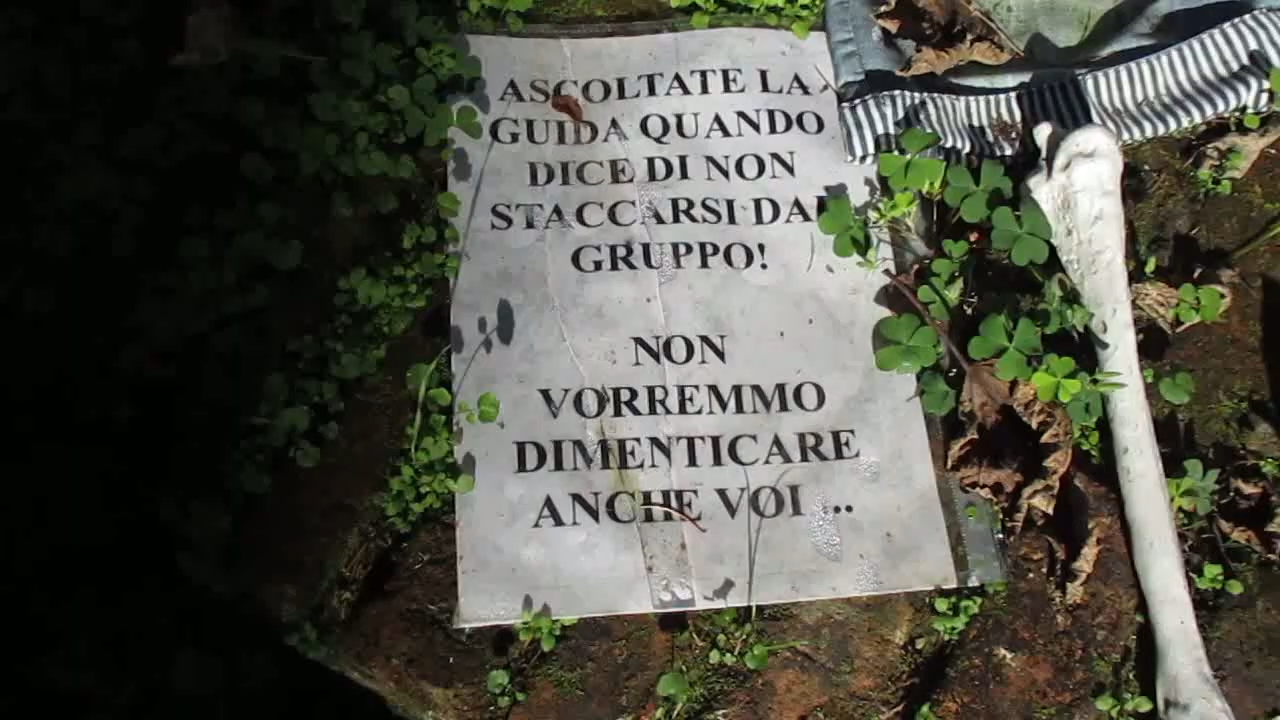 ASCOLTATE LA
GUIDA QUANDO
DICE DI NON
STACCARSI DAL
GRUPPO!
NON
VORREMMO
DIMENTICARE
ANCHE VOI ...